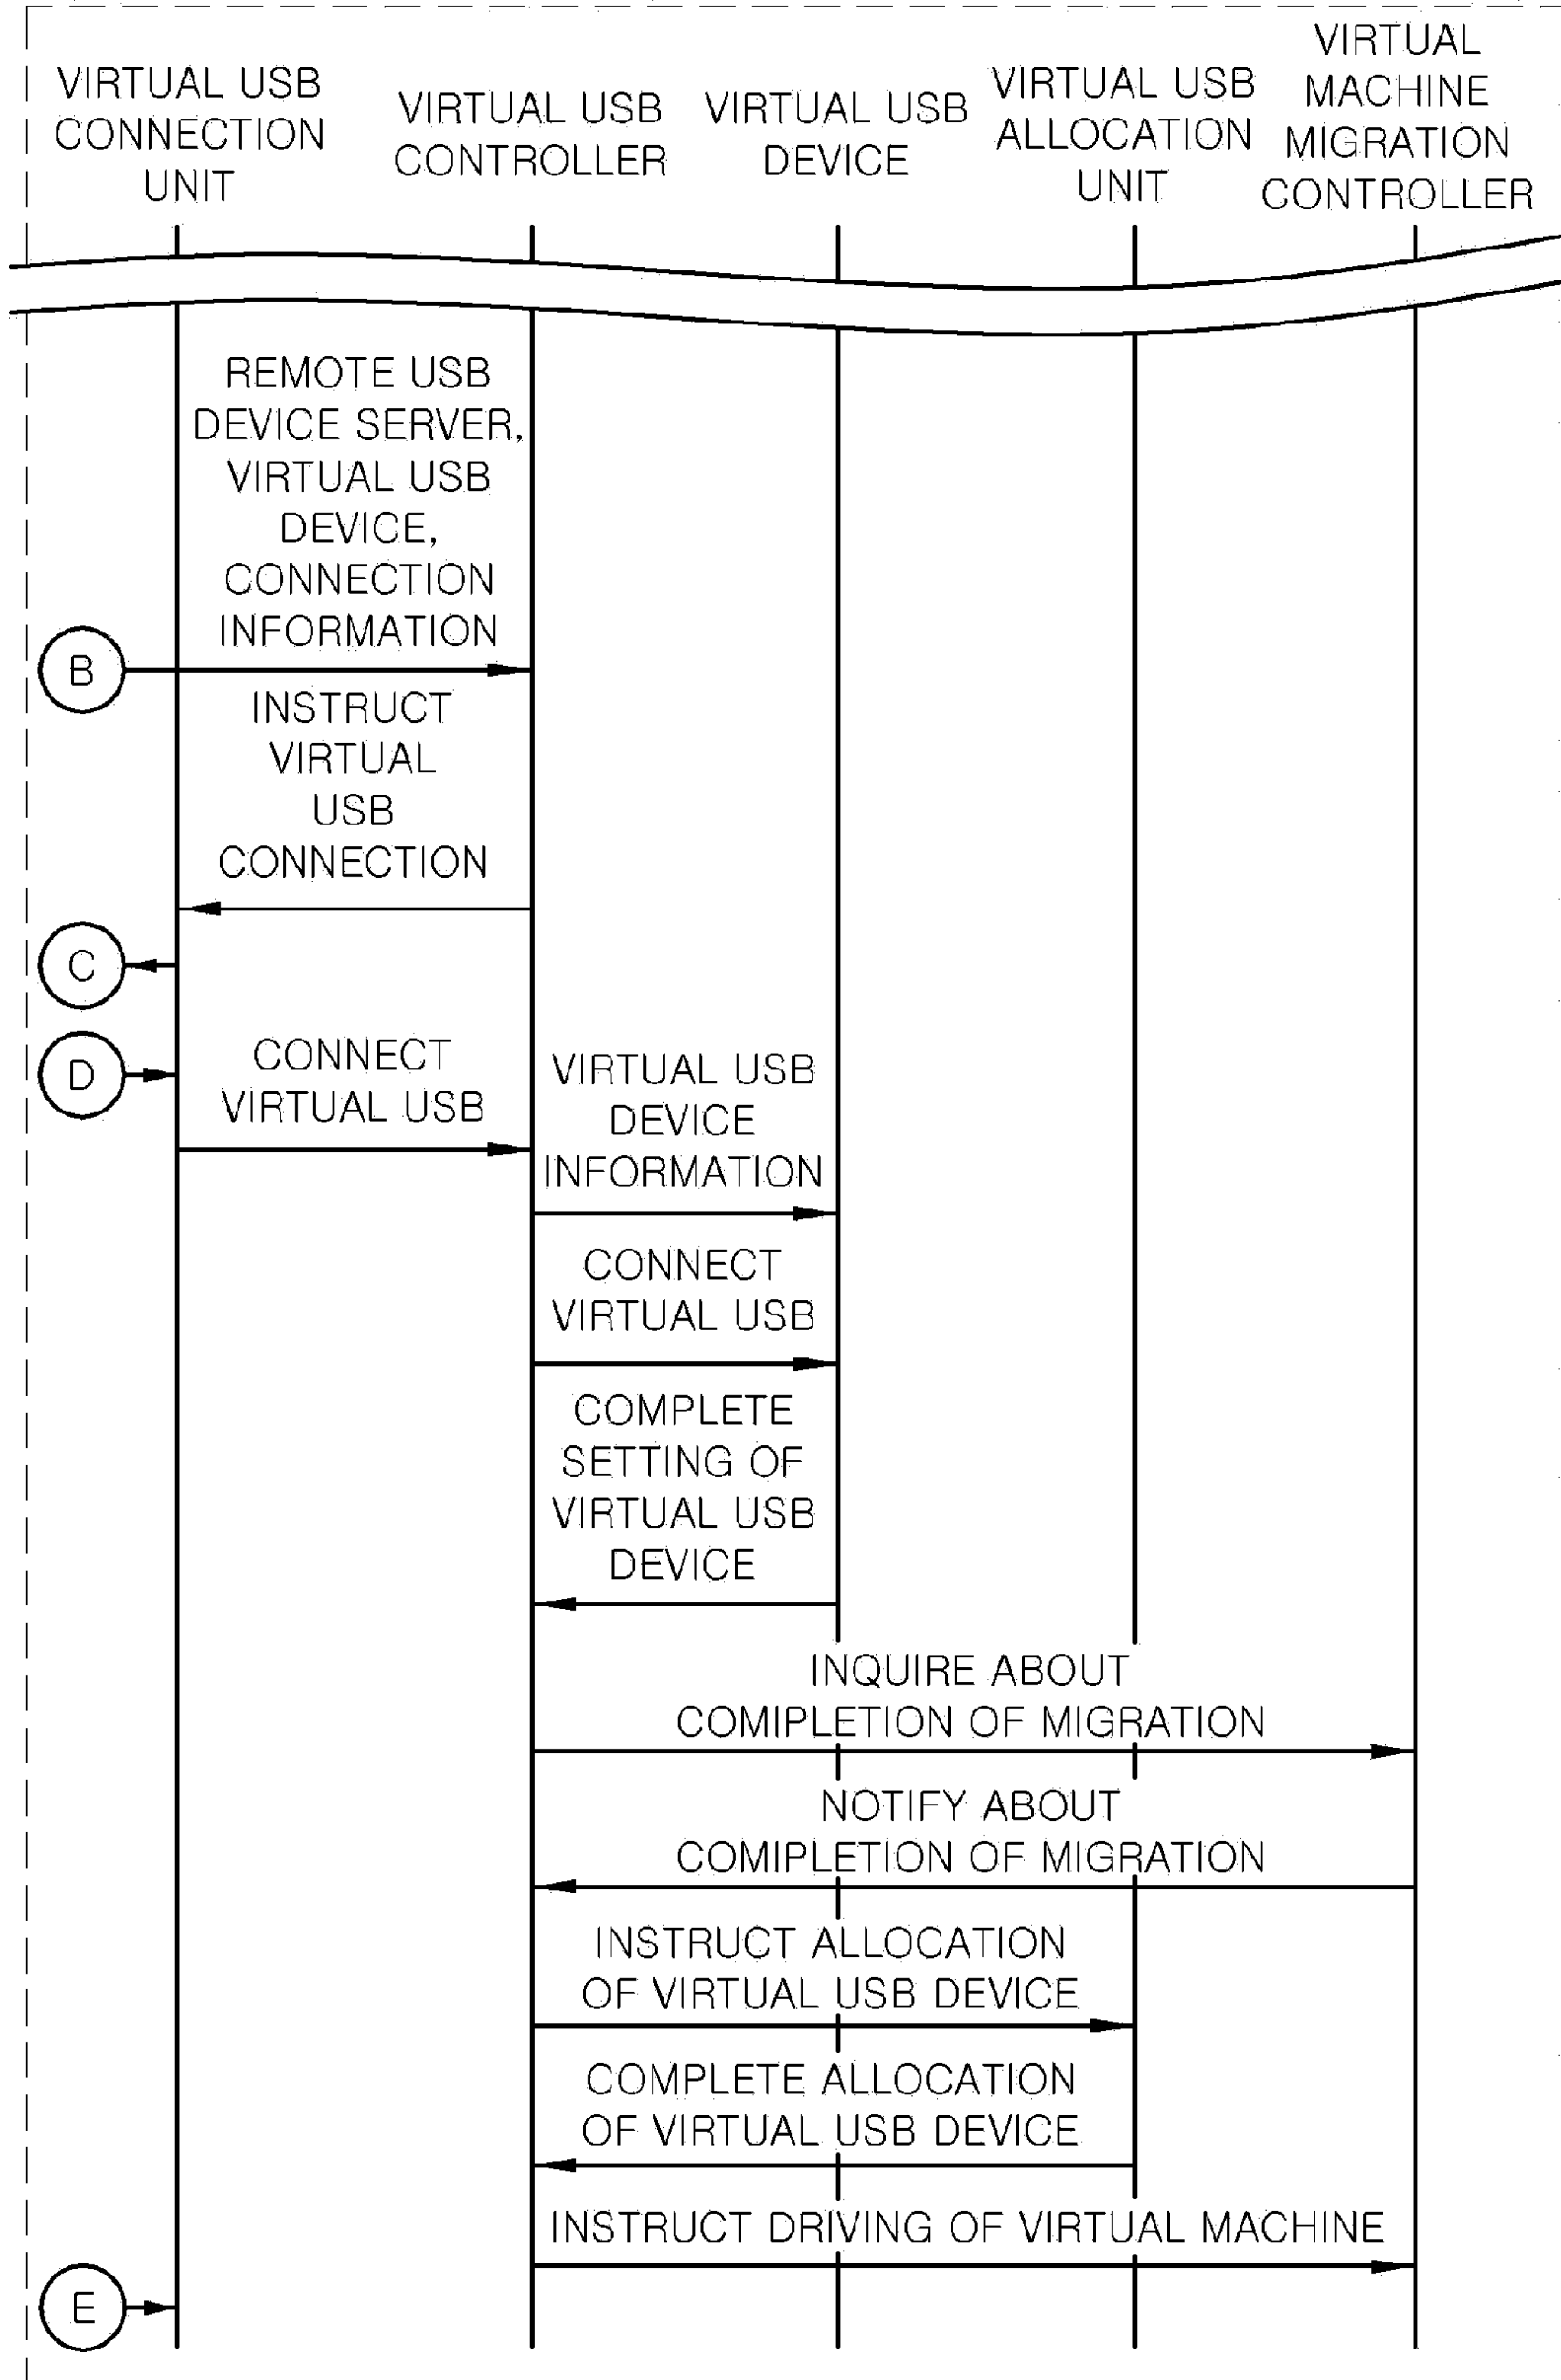 VIRTUAL USB
CONNECTION
UNIT
VIRTUAL USB
CONTROLLER
VIRTUAL USB
DEVICE
VIRTUAL USB
ALLOCATION
UNIT
VIRTUAL
MACHINE
MIGRATION
CONTROLLER
REMOTE USB
DEVICE SERVER,
VIRTUAL USB
DEVICE,
CONNECTION
INFORMATION
B
INSTRUCT
VIRTUAL
USB
CONNECTION
C
D
CONNECT
VIRTUAL USB
VIRTUAL USB
DEVICE
INFORMATION
CONNECT
VIRTUAL USB
COMPLETE
SETTING OF
VIRTUAL USB
DEVICE
INQUIRE ABOUT
COMIPLETION OF MIGRATION
NOTIFY ABOUT
COMIPLETION OF MIGRATION
INSTRUCT ALLOCATION
OF VIRTUAL USB DEVICE
COMPLETE ALLOCATION
OF VIRTUAL USB DEVICE
INSTRUCT DRIVING OF VIRTUAL MACHINE
E